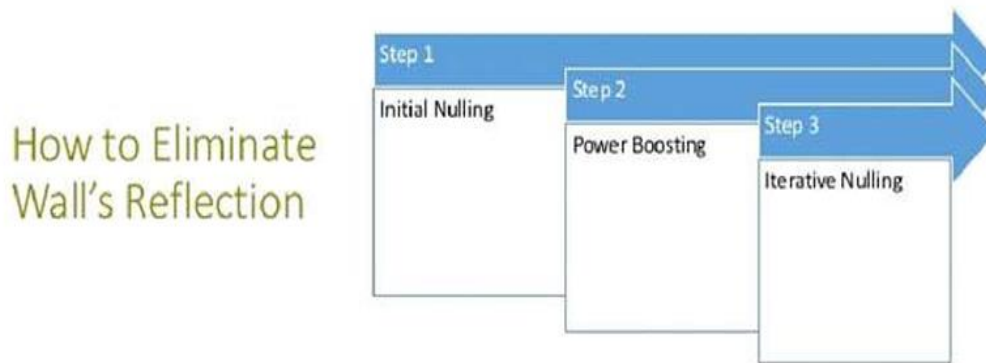 How to Eliminate
Wall's Reflection
Step 1
Initial Nulling
Step 2
Power Boosting
Step 3
Iterative Nulling